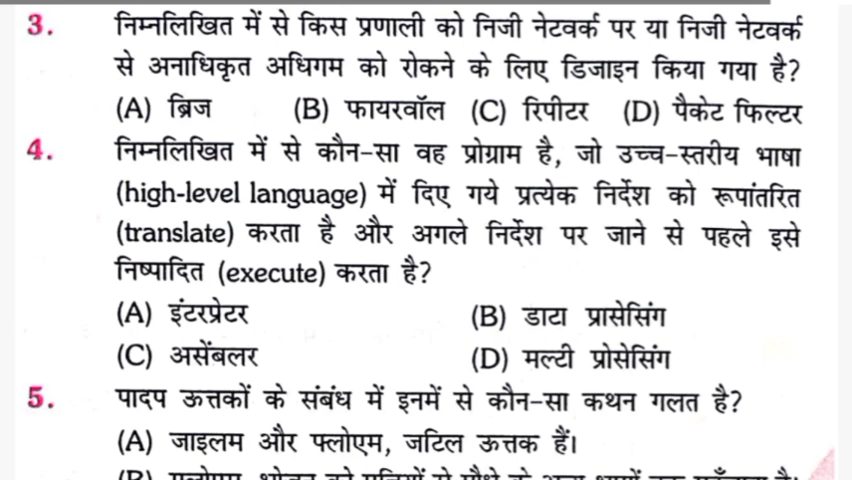 3. निम्नलिखित में से किस प्रणाली को निजी नेटवर्क पर या निजी नेटवर्क
से अनाधिकृत अधिगम को रोकने के लिए डिजाइन किया गया है?
(A) ब्रिज (B) फायरवॉल (C) रिपीटर (D) पैकेट फिल्टर
4. निम्नलिखित में से कौन-सा वह प्रोग्राम है, जो उच्च-स्तरीय भाषा
(high-level language) में दिए गये प्रत्येक निर्देश को रूपांतरित
(translate) करता है और अगले निर्देश पर जाने से पहले इसे
निष्पादित (execute) करता है?
(A) इंटरप्रेटर (B) डाटा प्रासेसिंग
(C) असेंबलर (D) मल्टी प्रोसेसिंग
5. पादप ऊत्तकों के संबंध में इनमें से कौन-सा कथन गलत है?
(A) जाइलम और फ्लोएम, जटिल ऊत्तक हैं।